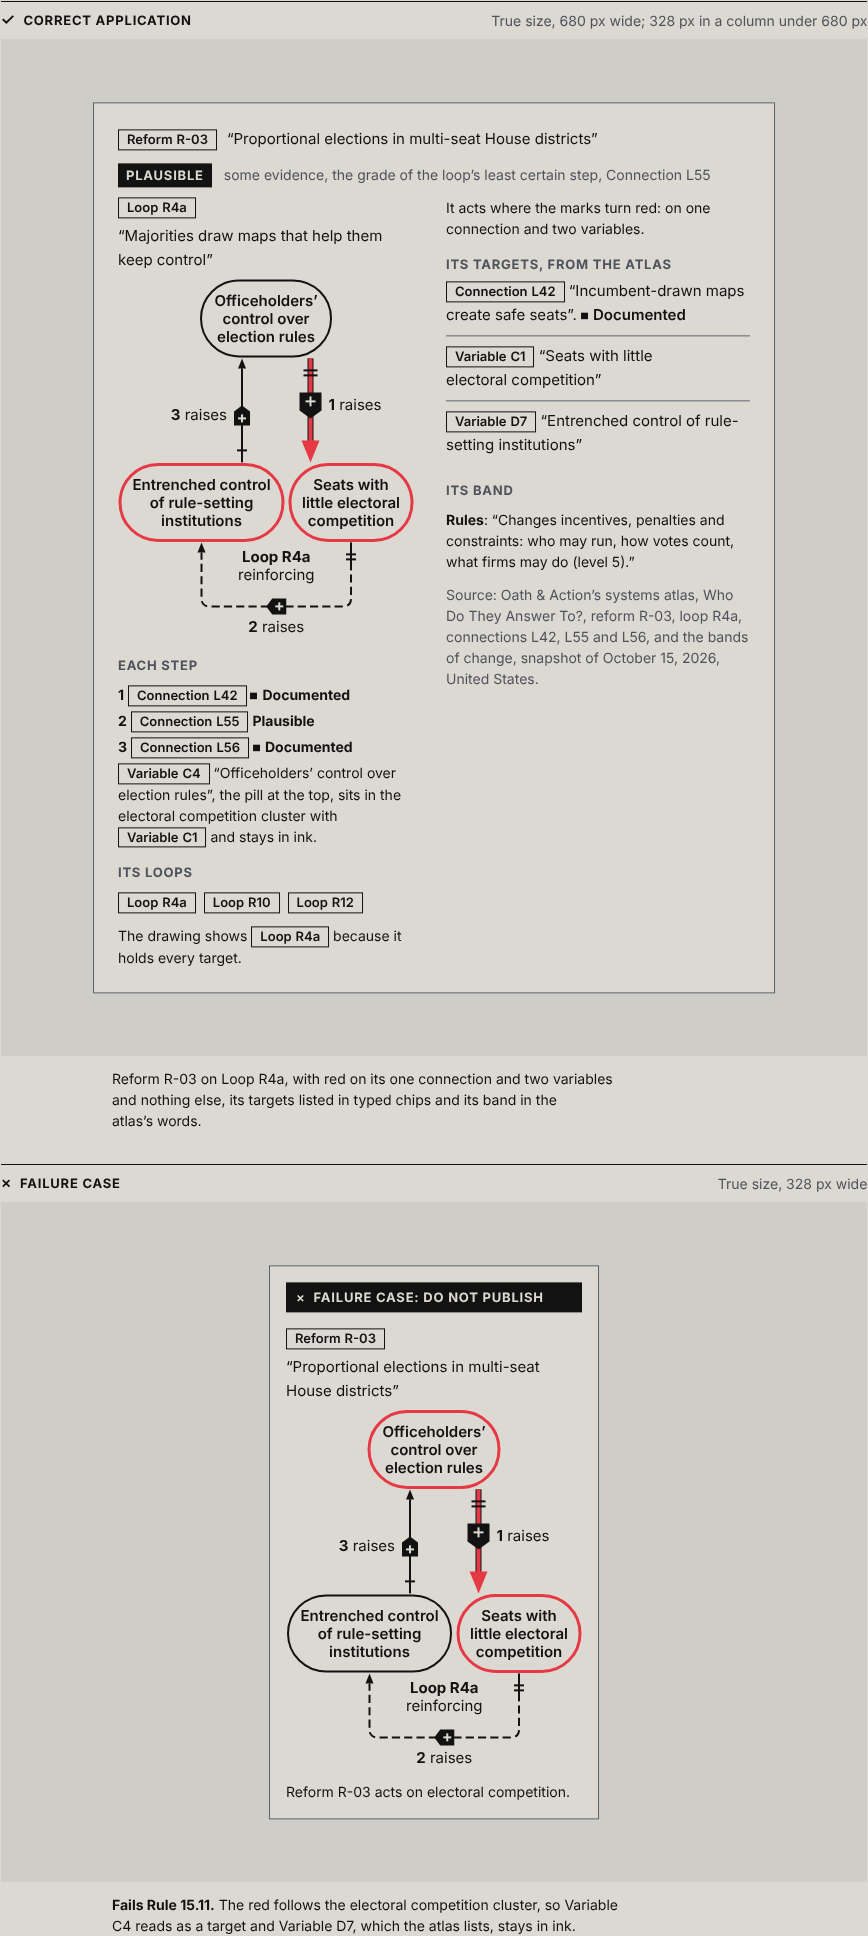 ✓ CORRECT APPLICATION
True size, 680 px wide; 328 px in a column under 680 px
Reform R-03 “Proportional elections in multi-seat House districts”
PLAUSIBLE some evidence, the grade of the loop’s least certain step, Connection L55
Loop R4a
“Majorities draw maps that help them
keep control”
Officeholders’
control over
election rules
3 raises
1 raises
Entrenched control
of rule-setting
institutions
Seats with
little electoral
competition
Loop R4a
reinforcing
2 raises
EACH STEP
1 Connection L42 ■ Documented
2 Connection L55 Plausible
3 Connection L56 ■ Documented
Variable C4 “Officeholders’ control over
election rules”, the pill at the top, sits in the
electoral competition cluster with
Variable C1 and stays in ink.
ITS LOOPS
Loop R4a Loop R10 Loop R12
The drawing shows Loop R4a because it
holds every target.
It acts where the marks turn red: on one
connection and two variables.
ITS TARGETS, FROM THE ATLAS
Connection L42 “Incumbent-drawn maps
create safe seats”. ■ Documented
Variable C1 “Seats with little
electoral competition”
Variable D7 “Entrenched control of rule-
setting institutions”
ITS BAND
Rules: “Changes incentives, penalties and
constraints: who may run, how votes count,
what firms may do (level 5).”
Source: Oath & Action’s systems atlas, Who
Do They Answer To?, reform R-03, loop R4a,
connections L42, L55 and L56, and the bands
of change, snapshot of October 15, 2026,
United States.
Reform R-03 on Loop R4a, with red on its one connection and two variables
and nothing else, its targets listed in typed chips and its band in the
atlas’s words.
× FAILURE CASE
True size, 328 px wide
× FAILURE CASE: DO NOT PUBLISH
Reform R-03
“Proportional elections in multi-seat
House districts”
Officeholders’
control over
election rules
3 raises
1 raises
Entrenched control
of rule-setting
institutions
Seats with
little electoral
competition
Loop R4a
reinforcing
2 raises
Reform R-03 acts on electoral competition.
Fails Rule 15.11. The red follows the electoral competition cluster, so Variable
C4 reads as a target and Variable D7, which the atlas lists, stays in ink.